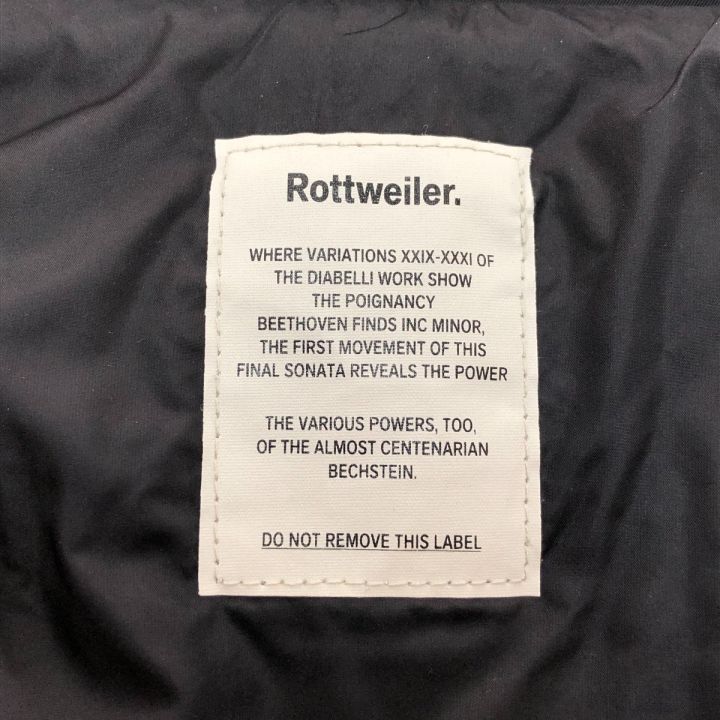 Rottweiler.
WHERE VARIATIONS XXIX-XXXI OF
THE DIABELLI WORK SHOW
THE POIGNANCY
BEETHOVEN FINDS INC MINOR,
THE FIRST MOVEMENT OF THIS
FINAL SONATA REVEALS THE POWER
THE VARIOUS POWERS, TOO,
OF THE ALMOST CENTENARIAN
BECHSTEIN.
DO NOT REMOVE THIS LABEL